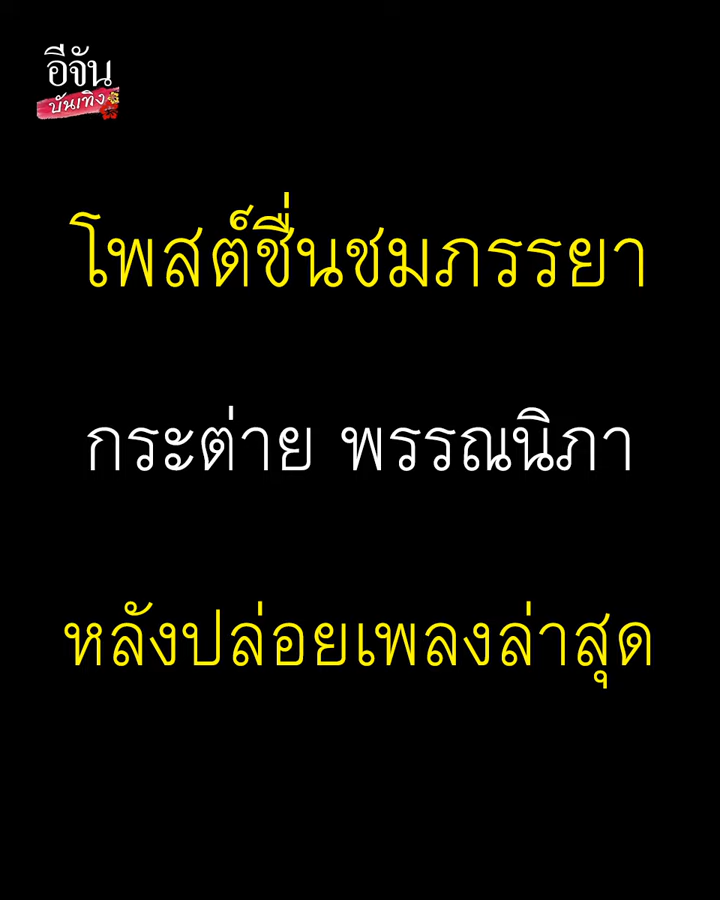 อีจัน
บันเทิง
โพสต์ชื่นชมภรรยา
กระต่าย พรรณนิภา
หลังปล่อยเพลงล่าสุด